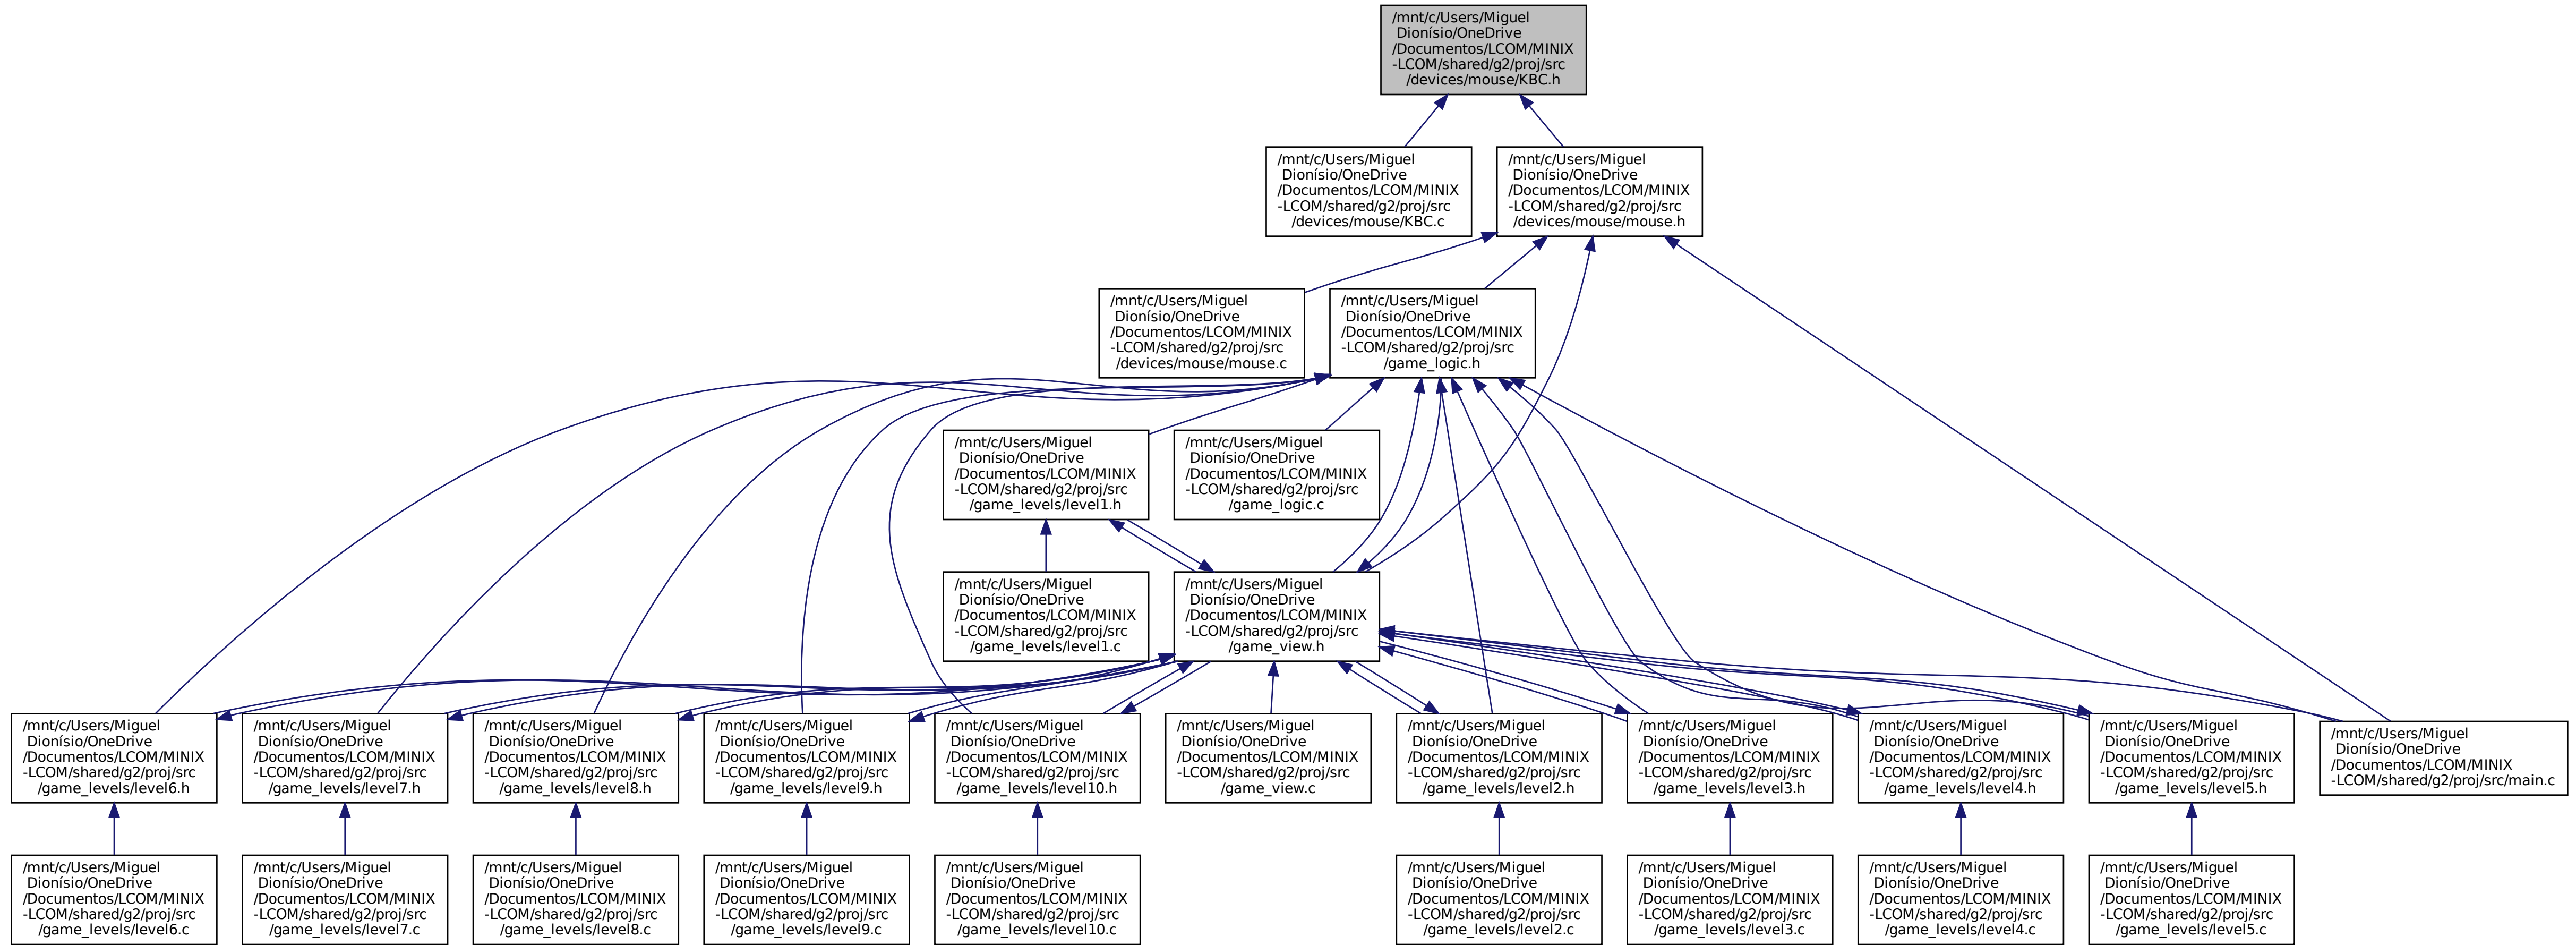 /mnt/c/Users/Miguel
Dionísio/OneDrive
/Documentos/LCOM/MINIX
-LCOM/shared/g2/proj/src
/devices/mouse/KBC.h
/mnt/c/Users/Miguel
Dionísio/OneDrive
/Documentos/LCOM/MINIX
-LCOM/shared/g2/proj/src
/devices/mouse/KBC.c
/mnt/c/Users/Miguel
Dionísio/OneDrive
/Documentos/LCOM/MINIX
-LCOM/shared/g2/proj/src
/devices/mouse/mouse.h
/mnt/c/Users/Miguel
Dionísio/OneDrive
/Documentos/LCOM/MINIX
-LCOM/shared/g2/proj/src
/devices/mouse/mouse.c
/mnt/c/Users/Miguel
Dionísio/OneDrive
/Documentos/LCOM/MINIX
-LCOM/shared/g2/proj/src
/game_logic.h
/mnt/c/Users/Miguel
Dionísio/OneDrive
/Documentos/LCOM/MINIX
-LCOM/shared/g2/proj/src
/game_levels/level1.h
/mnt/c/Users/Miguel
Dionísio/OneDrive
/Documentos/LCOM/MINIX
-LCOM/shared/g2/proj/src
/game_logic.c
/mnt/c/Users/Miguel
Dionísio/OneDrive
/Documentos/LCOM/MINIX
-LCOM/shared/g2/proj/src
/game_levels/level1.c
/mnt/c/Users/Miguel
Dionísio/OneDrive
/Documentos/LCOM/MINIX
-LCOM/shared/g2/proj/src
/game_view.h
/mnt/c/Users/Miguel
Dionísio/OneDrive
/Documentos/LCOM/MINIX
-LCOM/shared/g2/proj/src
/game_levels/level6.h
/mnt/c/Users/Miguel
Dionísio/OneDrive
/Documentos/LCOM/MINIX
-LCOM/shared/g2/proj/src
/game_levels/level7.h
/mnt/c/Users/Miguel
Dionísio/OneDrive
/Documentos/LCOM/MINIX
-LCOM/shared/g2/proj/src
/game_levels/level8.h
/mnt/c/Users/Miguel
Dionísio/OneDrive
/Documentos/LCOM/MINIX
-LCOM/shared/g2/proj/src
/game_levels/level9.h
/mnt/c/Users/Miguel
Dionísio/OneDrive
/Documentos/LCOM/MINIX
-LCOM/shared/g2/proj/src
/game_levels/level10.h
/mnt/c/Users/Miguel
Dionísio/OneDrive
/Documentos/LCOM/MINIX
-LCOM/shared/g2/proj/src
/game_view.c
/mnt/c/Users/Miguel
Dionísio/OneDrive
/Documentos/LCOM/MINIX
-LCOM/shared/g2/proj/src
/game_levels/level2.h
/mnt/c/Users/Miguel
Dionísio/OneDrive
/Documentos/LCOM/MINIX
-LCOM/shared/g2/proj/src
/game_levels/level3.h
/mnt/c/Users/Miguel
Dionísio/OneDrive
/Documentos/LCOM/MINIX
-LCOM/shared/g2/proj/src
/game_levels/level4.h
/mnt/c/Users/Miguel
Dionísio/OneDrive
/Documentos/LCOM/MINIX
-LCOM/shared/g2/proj/src
/game_levels/level5.h
/mnt/c/Users/Miguel
Dionísio/OneDrive
/Documentos/LCOM/MINIX
-LCOM/shared/g2/proj/src/main.c
/mnt/c/Users/Miguel
Dionísio/OneDrive
/Documentos/LCOM/MINIX
-LCOM/shared/g2/proj/src
/game_levels/level6.c
/mnt/c/Users/Miguel
Dionísio/OneDrive
/Documentos/LCOM/MINIX
-LCOM/shared/g2/proj/src
/game_levels/level7.c
/mnt/c/Users/Miguel
Dionísio/OneDrive
/Documentos/LCOM/MINIX
-LCOM/shared/g2/proj/src
/game_levels/level8.c
/mnt/c/Users/Miguel
Dionísio/OneDrive
/Documentos/LCOM/MINIX
-LCOM/shared/g2/proj/src
/game_levels/level9.c
/mnt/c/Users/Miguel
Dionísio/OneDrive
/Documentos/LCOM/MINIX
-LCOM/shared/g2/proj/src
/game_levels/level10.c
/mnt/c/Users/Miguel
Dionísio/OneDrive
/Documentos/LCOM/MINIX
-LCOM/shared/g2/proj/src
/game_levels/level2.c
/mnt/c/Users/Miguel
Dionísio/OneDrive
/Documentos/LCOM/MINIX
-LCOM/shared/g2/proj/src
/game_levels/level3.c
/mnt/c/Users/Miguel
Dionísio/OneDrive
/Documentos/LCOM/MINIX
-LCOM/shared/g2/proj/src
/game_levels/level4.c
/mnt/c/Users/Miguel
Dionísio/OneDrive
/Documentos/LCOM/MINIX
-LCOM/shared/g2/proj/src
/game_levels/level5.c